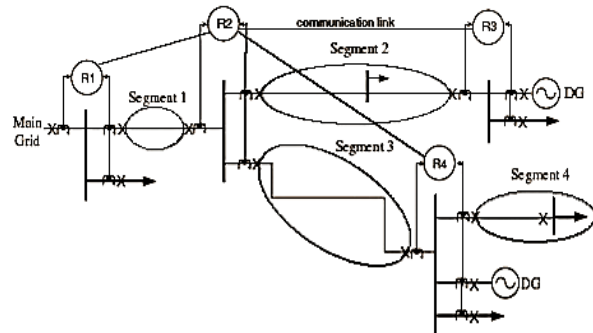 R2
communication link
R3
Segment 2
R1
Segment 1
DG
Main
Grid
Segment 3
R4
Segment 4
DG